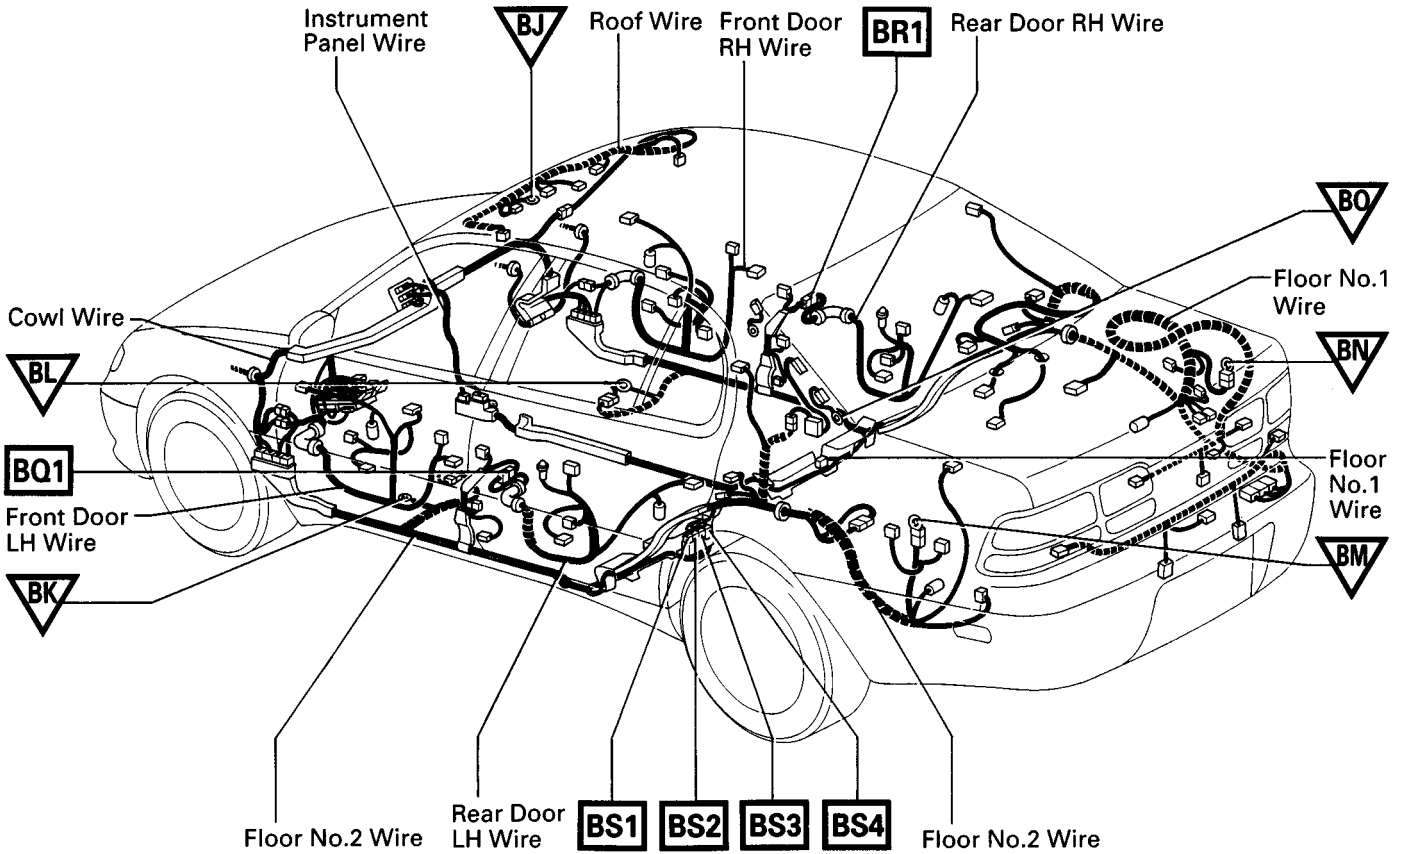 Instrument
Panel Wire
BJ
Roof Wire
Front Door
RH Wire
BR1
Rear Door RH Wire
BO
Floor No.1
Wire
Cowl Wire
BL
BN
BQ1
Floor
No.1
Wire
Front Door
LH Wire
BK
BM
Floor No.2 Wire
Rear Door
LH Wire
BS1
BS2
BS3
BS4
Floor No.2 Wire